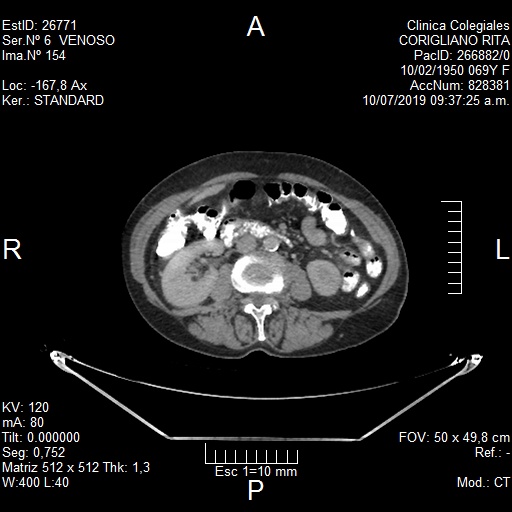 EstID: 26771
Ser.Nº 6 VENOSO
Ima.Nº 154
Loc: -167,8 Ax
Ker.: STANDARD
A
Clinica Colegiales
CORIGLIANO RITA
PacID: 266882/0
10/02/1950 069Y F
AccNum: 828381
10/07/2019 09:37:25 a.m.
R
L
KV: 120
mA: 80
Tilt: 0.000000
Seg: 0,752
Matriz 512 x 512 Thk: 1,3
W:400 L:40
Esc 1=10 mm
P
FOV: 50 x 49,8 cm
Ref.: -
Mod.: CT